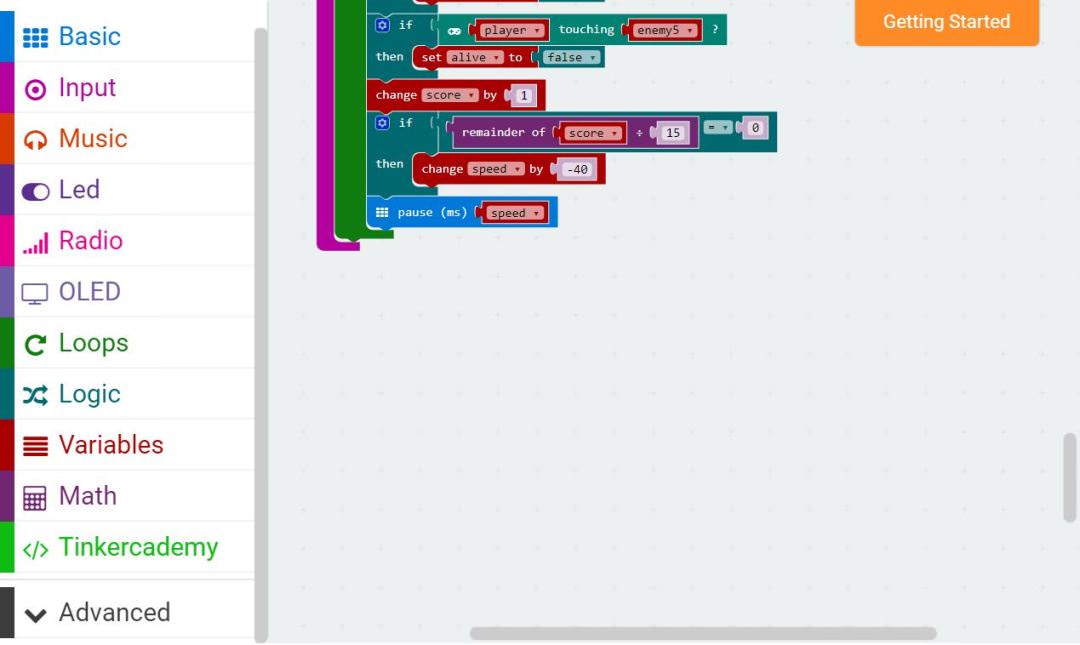 Basic
Input
Music
Led
Radio
OLED
Loops
Logic
Variables
Math
Tinkercademy
Advanced
if player touching enemy5 ?
then set alive to false
change score by 1
if remainder of score ÷ 15 = 0
then change speed by -40
pause (ms) speed
Getting Started